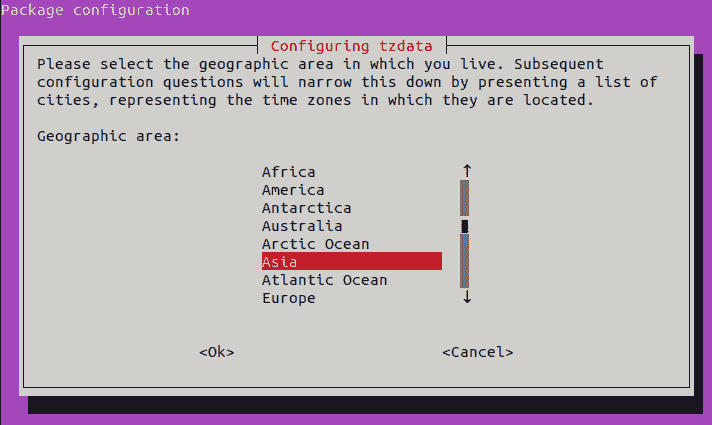 Package configuration
Configuring tzdata
Please select the geographic area in which you live. Subsequent
configuration questions will narrow this down by presenting a list of
cities, representing the time zones in which they are located.
Geographic area:
Africa
America
Antarctica
Australia
Arctic Ocean
Asia
Atlantic Ocean
Europe
<Ok> <Cancel>